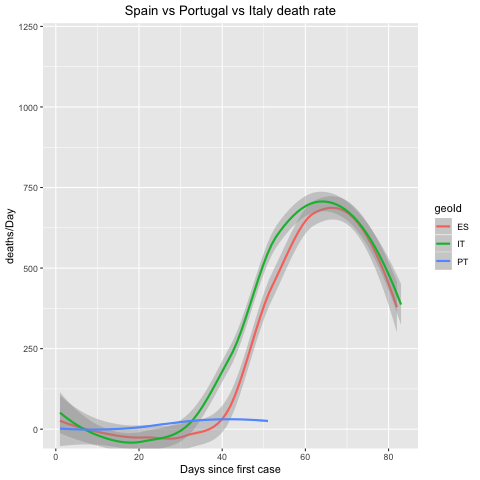 Spain vs Portugal vs Italy death rate
1250
1000
750
500
250
0
deaths/Day
0 20 40 60 80
Days since first case
geoId
ES
IT
PT